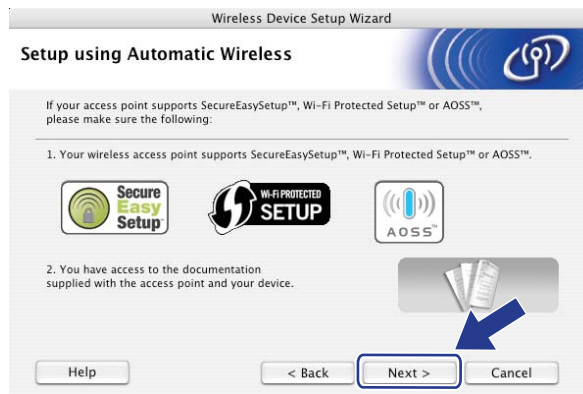 Wireless Device Setup Wizard
Setup using Automatic Wireless
If your access point supports SecureEasySetup™, Wi-Fi Protected Setup™ or AOSS™,
please make sure the following:
1. Your wireless access point supports SecureEasySetup™, Wi-Fi Protected Setup™ or AOSS™.
Secure
Easy
Setup™
Wi-Fi PROTECTED
SETUP
AOSS™
2. You have access to the documentation
supplied with the access point and your device.
Help
< Back
Next >
Cancel